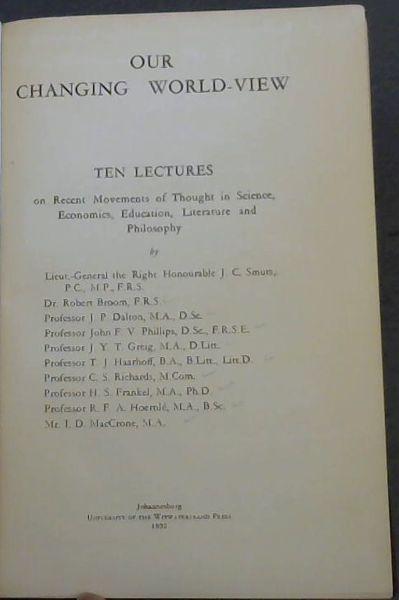 OUR
CHANGING WORLD-VIEW
TEN LECTURES
on Recent Movements of Thought in Science,
Economics, Education, Literature and
Philosophy
by
Lieut.-General the Right Honourable J. C. Smuts,
P.C., M.P., F.R.S.
Dr. Robert Broom, F.R.S.
Professor J. P. Dalton, M.A., D.Sc.
Professor John F. V. Phillips, D.Sc., F.R.S.E.
Professor J. Y. T. Greig, M.A., D.Litt.
Professor T. J. Haarhoff, B.A., B.Litt., Litt.D.
Professor C. S. Richards, M.Com.
Professor H. S. Frankel, M.A., Ph.D.
Professor R. F. A. Hoernlé, M.A., B.Sc.
Mr. I. D. MacCrone, M.A.
Johannesburg
UNIVERSITY OF THE WITWATERSRAND PRESS
1932